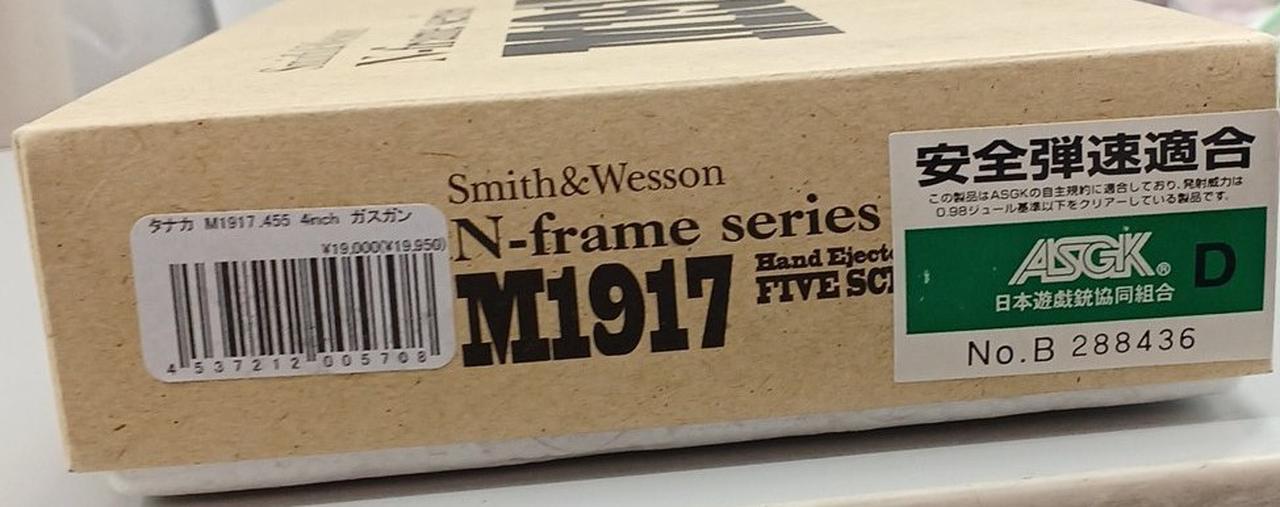 Smith&Wesson
N-frame series
タナカ M1917.455 4inch ガスガン
¥19,000(¥19,950)
4 537212 005708
Smith&Wesson
N-frame series
M1917
Hand Eject
FIVE SC
安全弾速適合
この製品はASGKの自主規約に適合しており、発射威力は
0.98ジュール基準以下をクリアーしている製品です。
ASGK® D
日本遊戯銃協同組合
No.B 288436